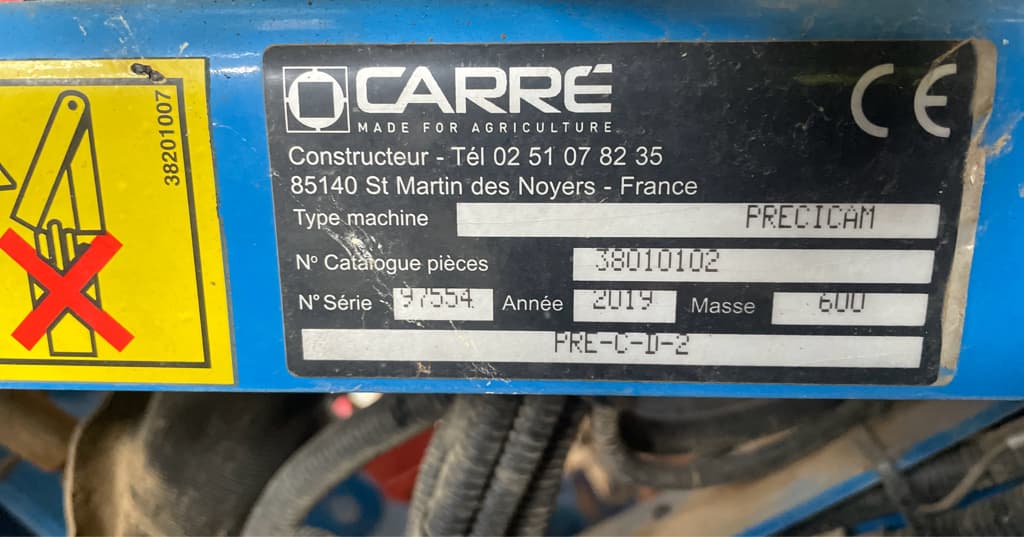 38201007
CARRÉ
MADE FOR AGRICULTURE
CE
Constructeur - Tél 02 51 07 82 35
85140 St Martin des Noyers - France
Type machine PRECICAM
N° Catalogue pièces 38010102
N° Série 97554 Année 2019 Masse 600
PRE-C-D-2